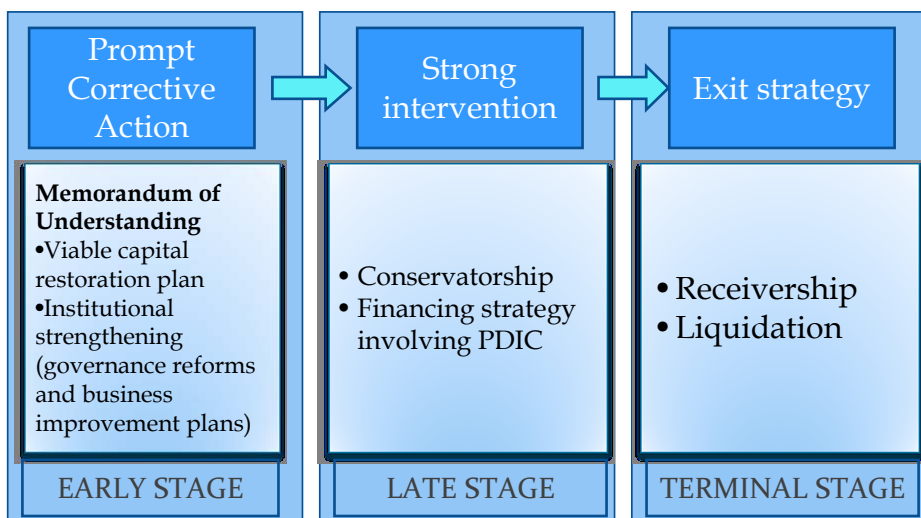 Prompt
Corrective
Action
Memorandum of
Understanding
•Viable capital
restoration plan
•Institutional
strengthening
(governance reforms
and business
improvement plans)
EARLY STAGE
Strong
intervention
• Conservatorship
• Financing strategy
involving PDIC
LATE STAGE
Exit strategy
• Receivership
• Liquidation
TERMINAL STAGE